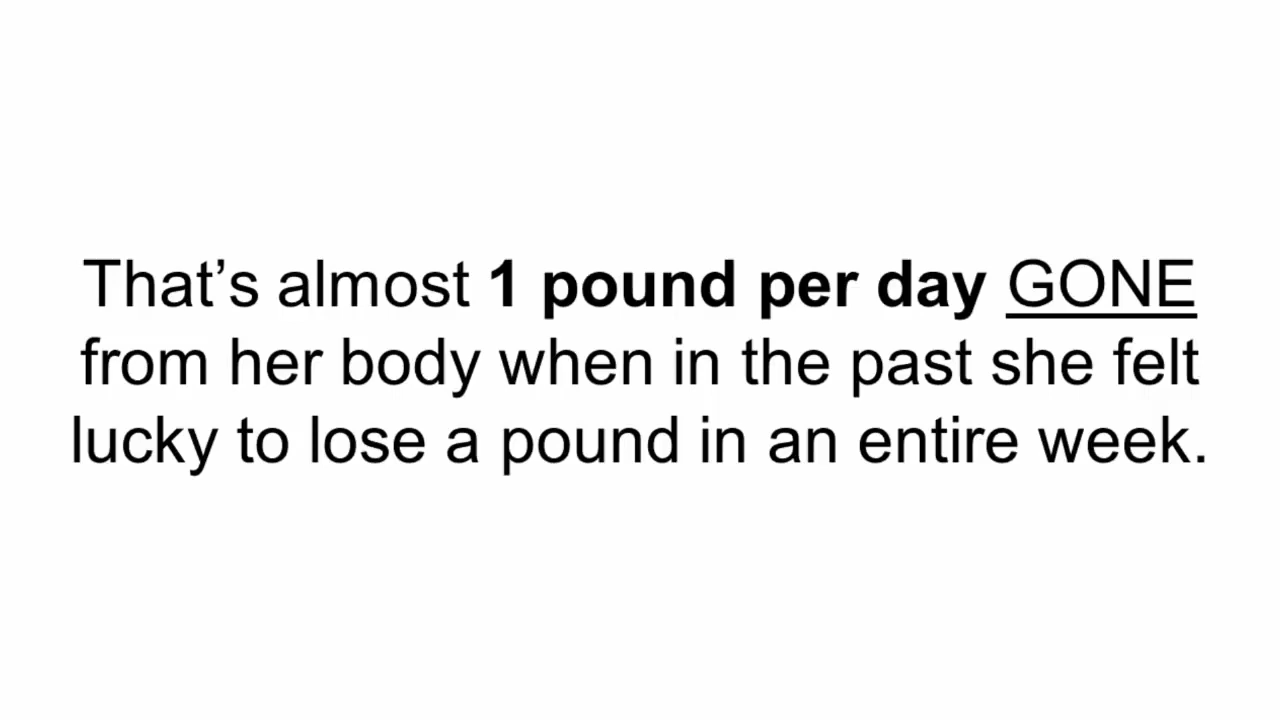 That’s almost 1 pound per day GONE
from her body when in the past she felt
lucky to lose a pound in an entire week.